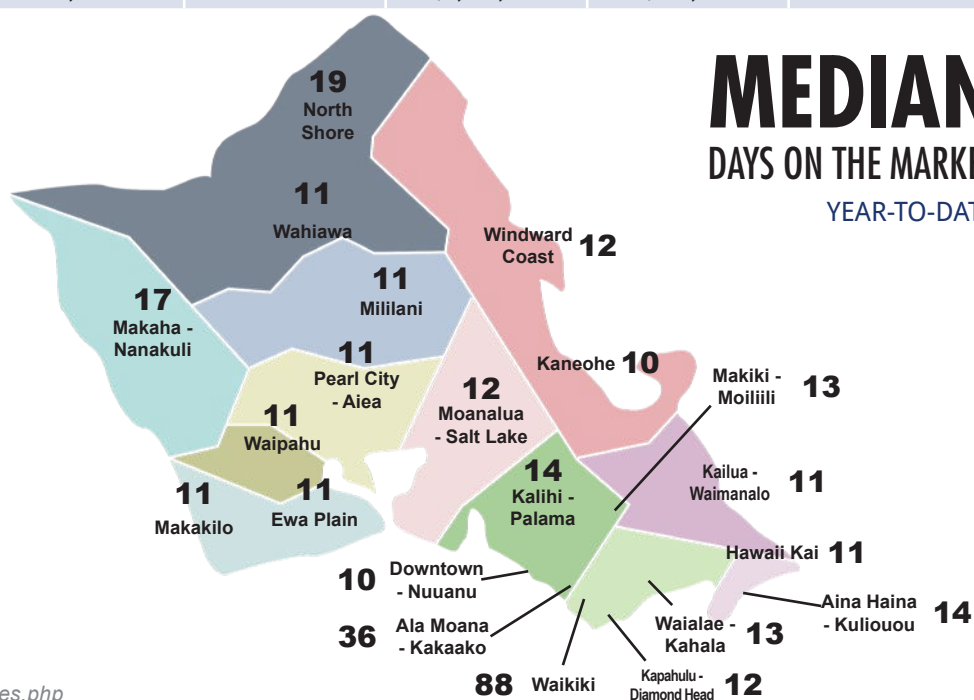 MEDIAN
DAYS ON THE
YEAR-TO-DAT
19
North
Shore
11
Wahiawa
Windward
Coast 12
11
Mililani
17
Makaha -
Nanakuli
11
Pearl City
- Aiea
Kaneohe 10
Makiki -
Moiliili 13
12
Moanalua
- Salt Lake
11
Waipahu
14
Kalihi -
Palama
Kailua -
Waimanalo 11
11
Makakilo
11
Ewa Plain
Hawaii Kai 11
10 Downtown
- Nuuanu
Aina Haina
- Kuliouou 14
36 Ala Moana
- Kakaako
Waialae -
Kahala 13
88 Waikiki
Kapahulu -
Diamond Head 12
es.php